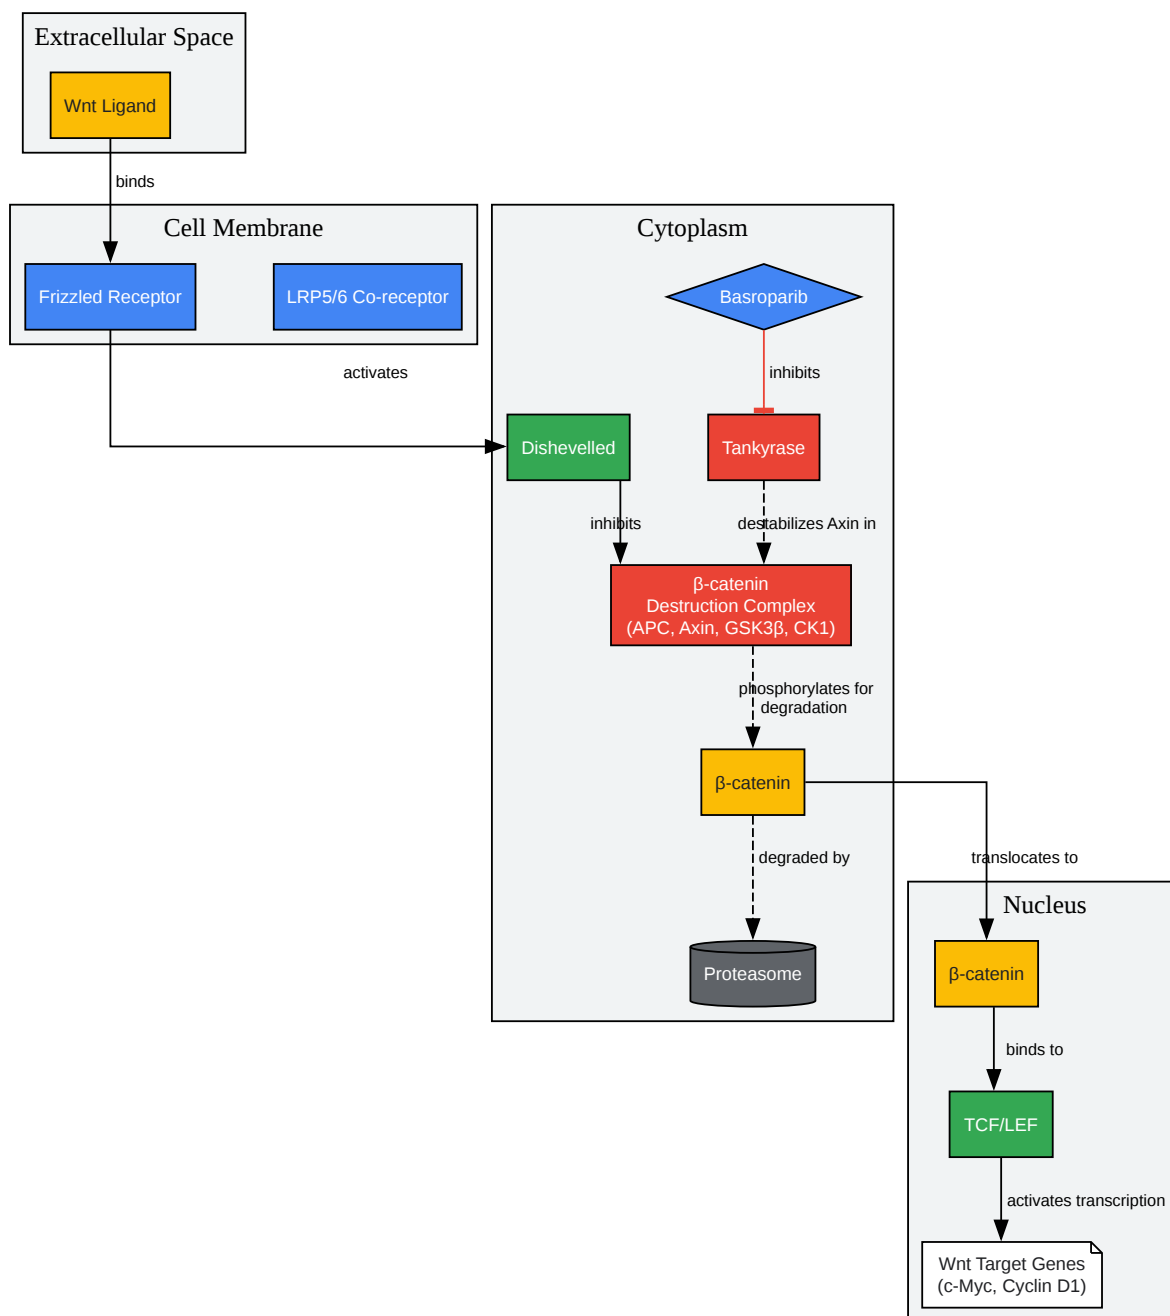 Extracellular Space
Wnt Ligand
binds
Cell Membrane
Frizzled Receptor
LRP5/6 Co-receptor
activates
Cytoplasm
Basroparib
inhibits
Dishevelled
Tankyrase
inhibits
destabilizes Axin in
β-catenin
Destruction Complex
(APC, Axin, GSK3β, CK1)
phosphorylates for
degradation
β-catenin
degraded by
Proteasome
translocates to
Nucleus
β-catenin
binds to
TCF/LEF
activates transcription
Wnt Target Genes
(c-Myc, Cyclin D1)